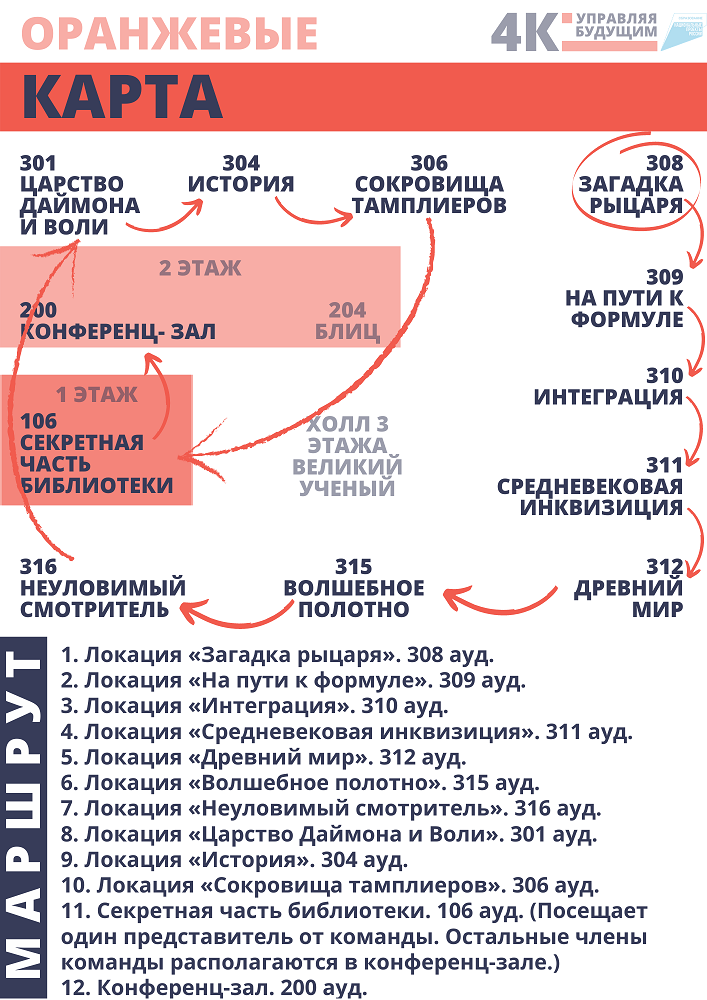 ОРАНЖЕВЫЕ
4К:
УПРАВЛЯЯ
БУДУЩИМ
КАРТА
301
ЦАРСТВО
ДАЙМОНА
И ВОЛИ
304
ИСТОРИЯ
306
СОКРОВИЩА
ТАМПЛИЕРОВ
308
ЗАГАДКА
РЫЦАРЯ
2 ЭТАЖ
200
КОНФЕРЕНЦ- ЗАЛ
204
БЛИЦ
309
НА ПУТИ К
ФОРМУЛЕ
1 ЭТАЖ
106
СЕКРЕТНАЯ
ЧАСТЬ
БИБЛИОТЕКИ
ХОЛЛ 3
ЭТАЖА
ВЕЛИКИЙ
УЧЕНЫЙ
310
ИНТЕГРАЦИЯ
311
СРЕДНЕВЕКОВАЯ
ИНКВИЗИЦИЯ
316
НЕУЛОВИМЫЙ
СМОТРИТЕЛЬ
315
ВОЛШЕБНОЕ
ПОЛОТНО
312
ДРЕВНИЙ
МИР
МАРШРУТ
1. Локация «Загадка рыцаря». 308 ауд.
2. Локация «На пути к формуле». 309 ауд.
3. Локация «Интеграция». 310 ауд.
4. Локация «Средневековая инквизиция». 311 ауд.
5. Локация «Древний мир». 312 ауд.
6. Локация «Волшебное полотно». 315 ауд.
7. Локация «Неуловимый смотритель». 316 ауд.
8. Локация «Царство Даймона и Воли». 301 ауд.
9. Локация «История». 304 ауд.
10. Локация «Сокровища тамплиеров». 306 ауд.
11. Секретная часть библиотеки. 106 ауд. (Посещает
один представитель от команды. Остальные члены
команды располагаются в конференц-зале.)
12. Конференц-зал. 200 ауд.